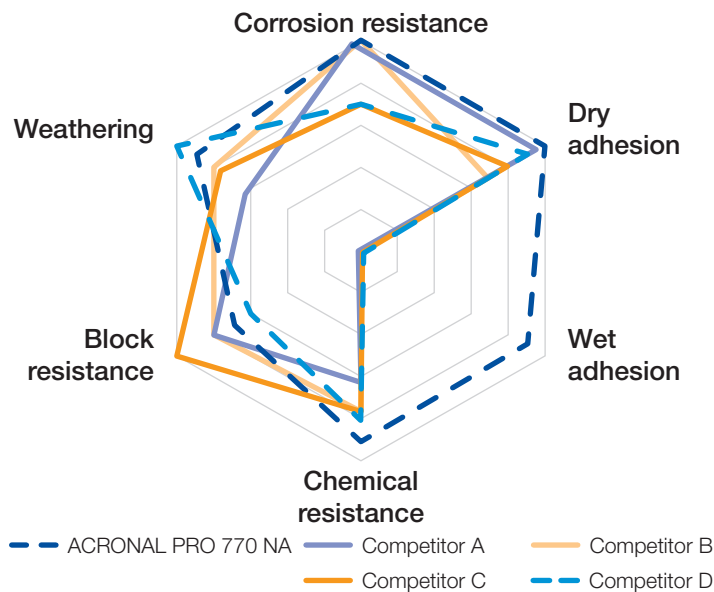 Corrosion resistance
Weathering
Dry
adhesion
Block
resistance
Wet
adhesion
Chemical
resistance
ACRONAL PRO 770 NA
Competitor A
Competitor B
Competitor C
Competitor D